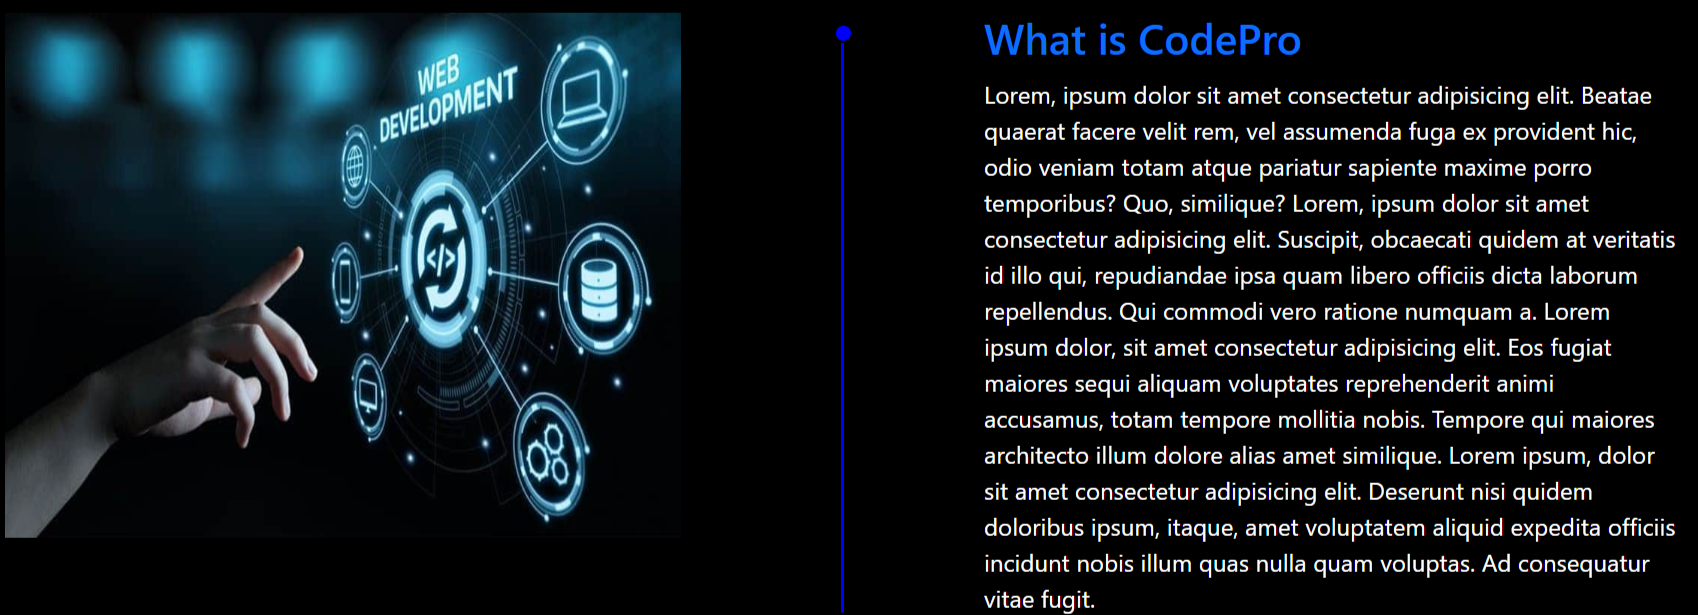 WEB
DEVELOPMENT
</>
What is CodePro
Lorem, ipsum dolor sit amet consectetur adipisicing elit. Beatae
quaerat facere velit rem, vel assumenda fuga ex provident hic,
odio veniam totam atque pariatur sapiente maxime porro
temporibus? Quo, similique? Lorem, ipsum dolor sit amet
consectetur adipisicing elit. Suscipit, obcaecati quidem at veritatis
id illo qui, repudiandae ipsa quam libero officiis dicta laborum
repellendus. Qui commodi vero ratione numquam a. Lorem
ipsum dolor, sit amet consectetur adipisicing elit. Eos fugiat
maiores sequi aliquam voluptates reprehenderit animi
accusamus, totam tempore mollitia nobis. Tempore qui maiores
architecto illum dolore alias amet similique. Lorem ipsum, dolor
sit amet consectetur adipisicing elit. Deserunt nisi quidem
doloribus ipsum, itaque, amet voluptatem aliquid expedita officiis
incidunt nobis illum quas nulla quam voluptas. Ad consequatur
vitae fugit.